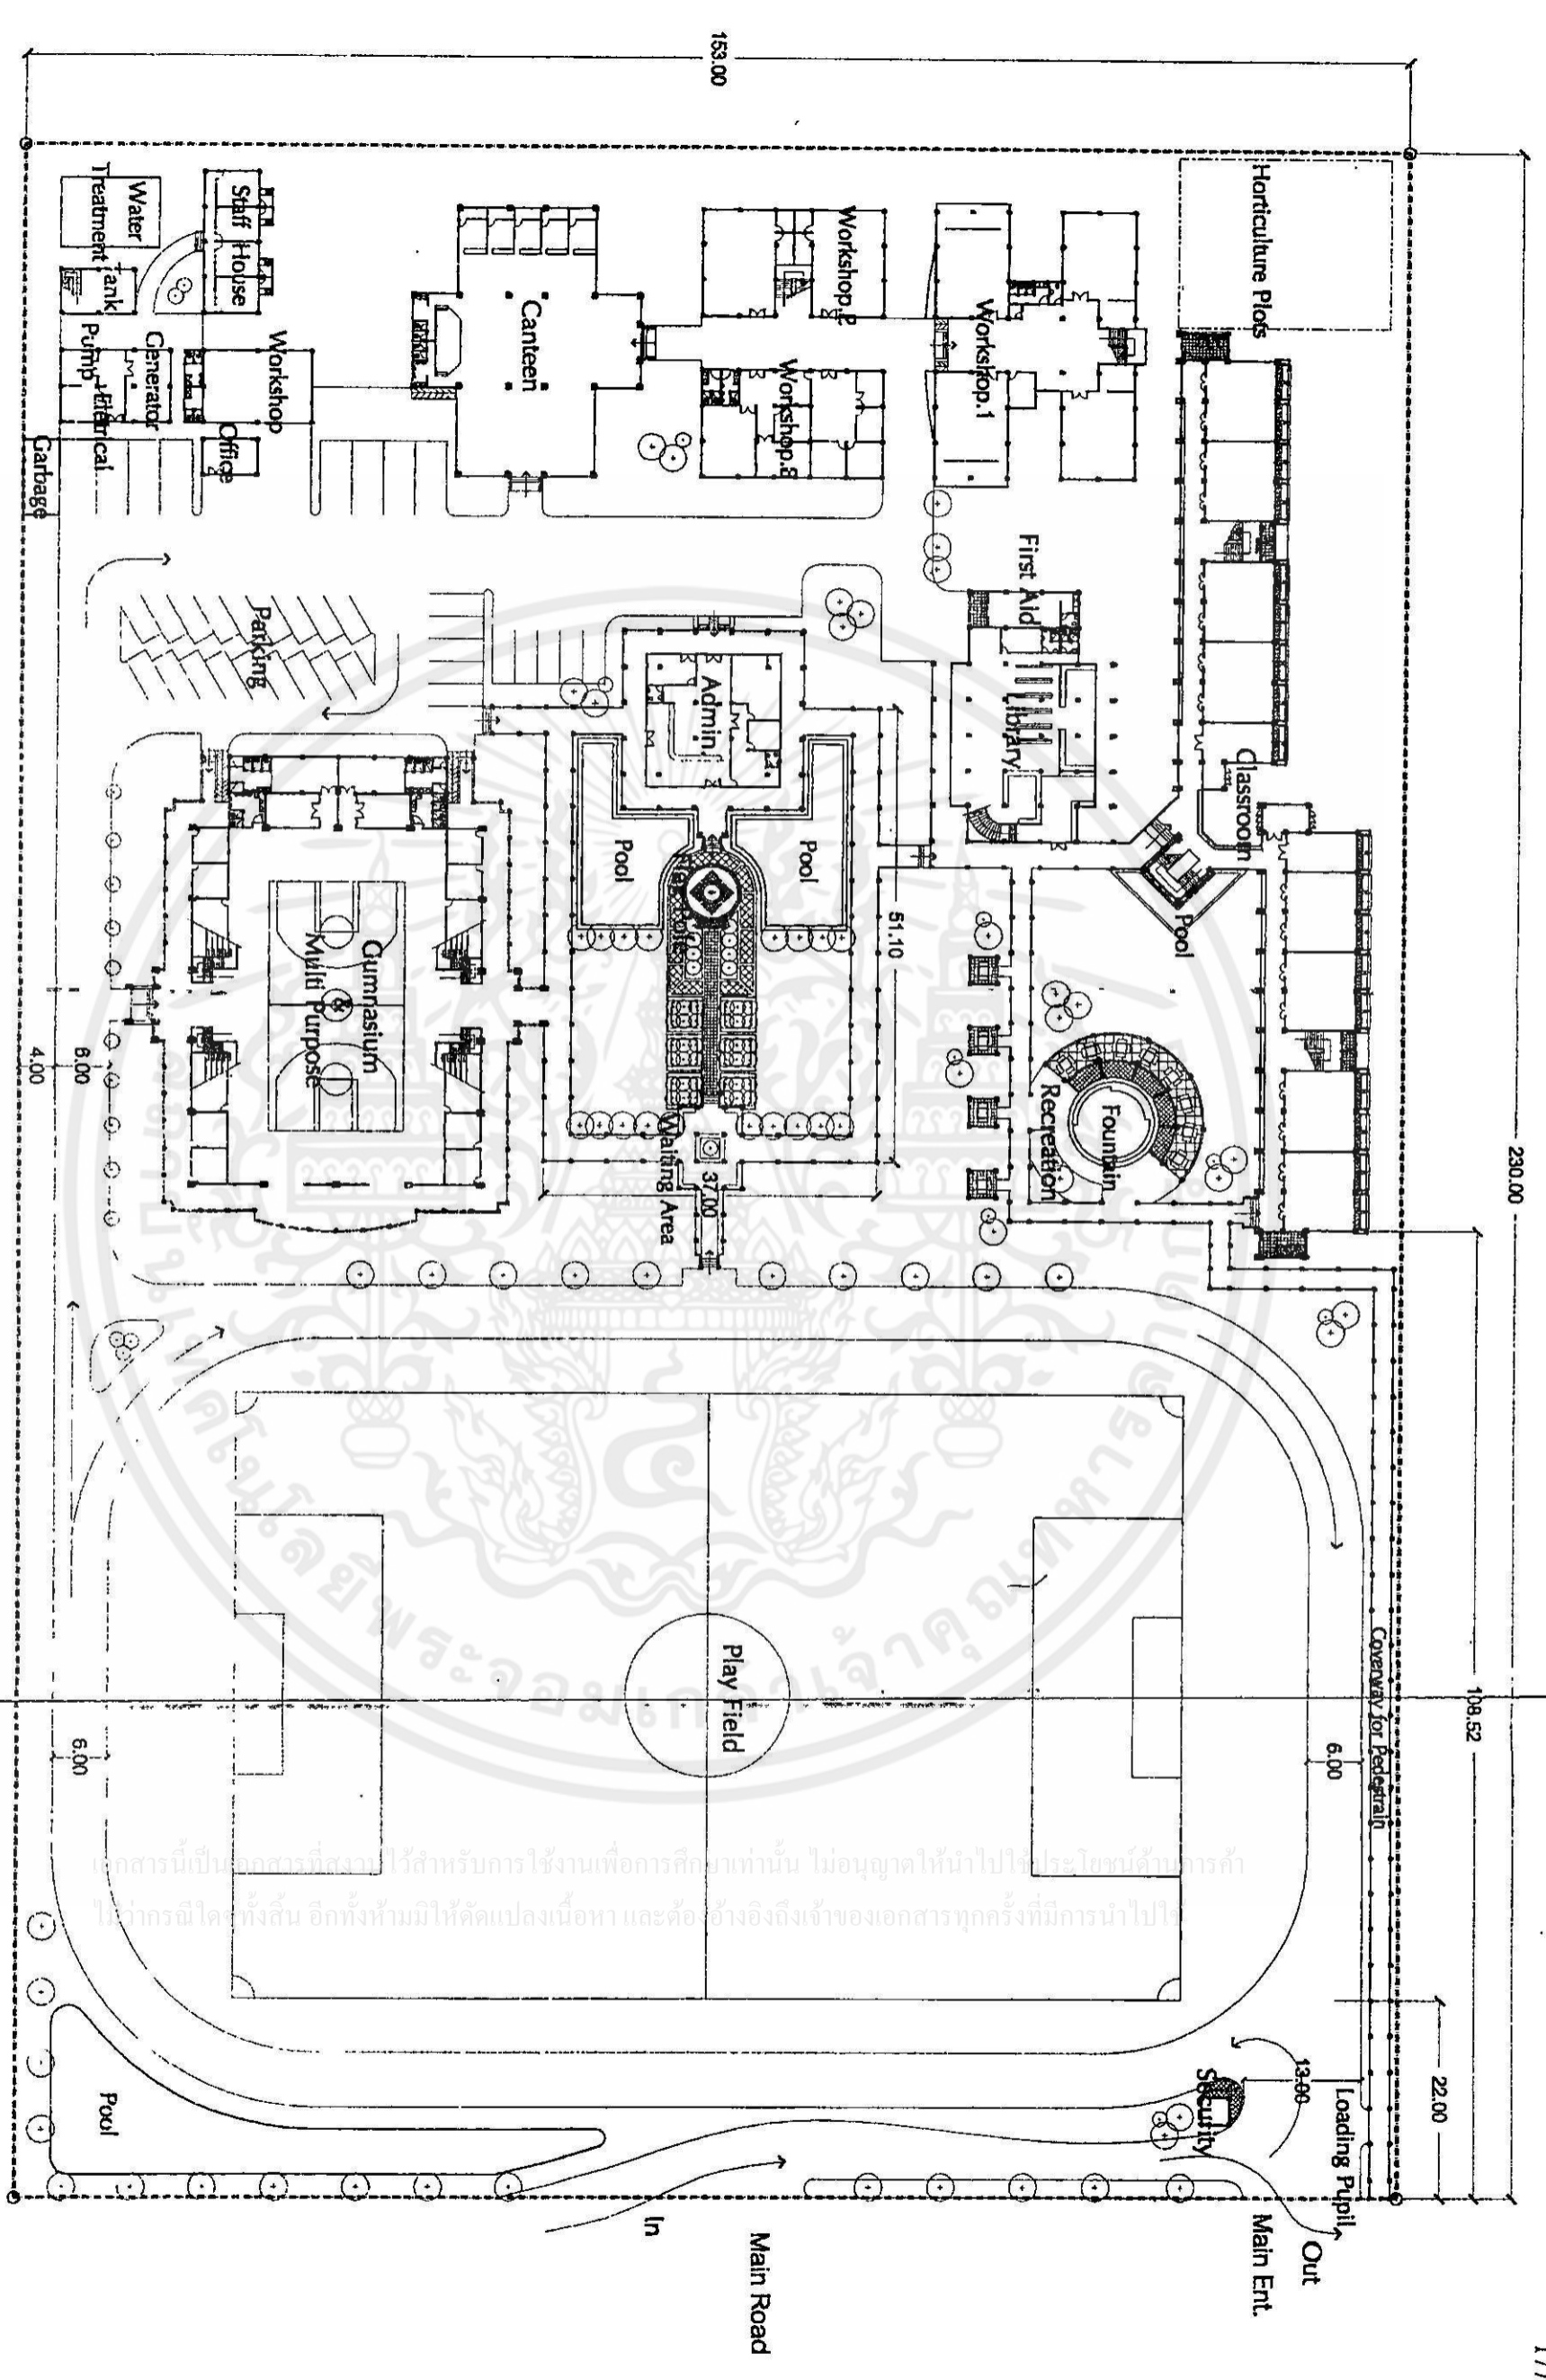 177
230.00
108.52
22.00
153.00
Horticulture Plots
Classroom
Pool
Coverway for Pedestrain
6.00
13.00
Loading Pupil
Out
Main Ent.
Security
Workshop.1
First Aid
Library
Fountain
Recreation
Workshop.2
Workshop.8
51.10
Pool
Admin.
Pool
37.00
Waiting Area
Play Field
Main Road
In
Canteen
Gumnasium
&
Multi Purpose
Workshop
Office
Parking
Staff House
Water
Treatment Tank
Generator
Pump
Garbage
6.00
4.00
6.00
Pool
เอกสารนี้เป็นเอกสารที่สงวนไว้สำหรับการใช้งานเพื่อการศึกษาเท่านั้น ไม่อนุญาตให้นำไปใช้ประโยชน์ด้านการค้า
ไม่ว่ากรณีใดๆทั้งสิ้น อีกทั้งห้ามมิให้ดัดแปลงเนื้อหา และต้องอ้างอิงถึงเจ้าของเอกสารทุกครั้งที่มีการนำไปใช้